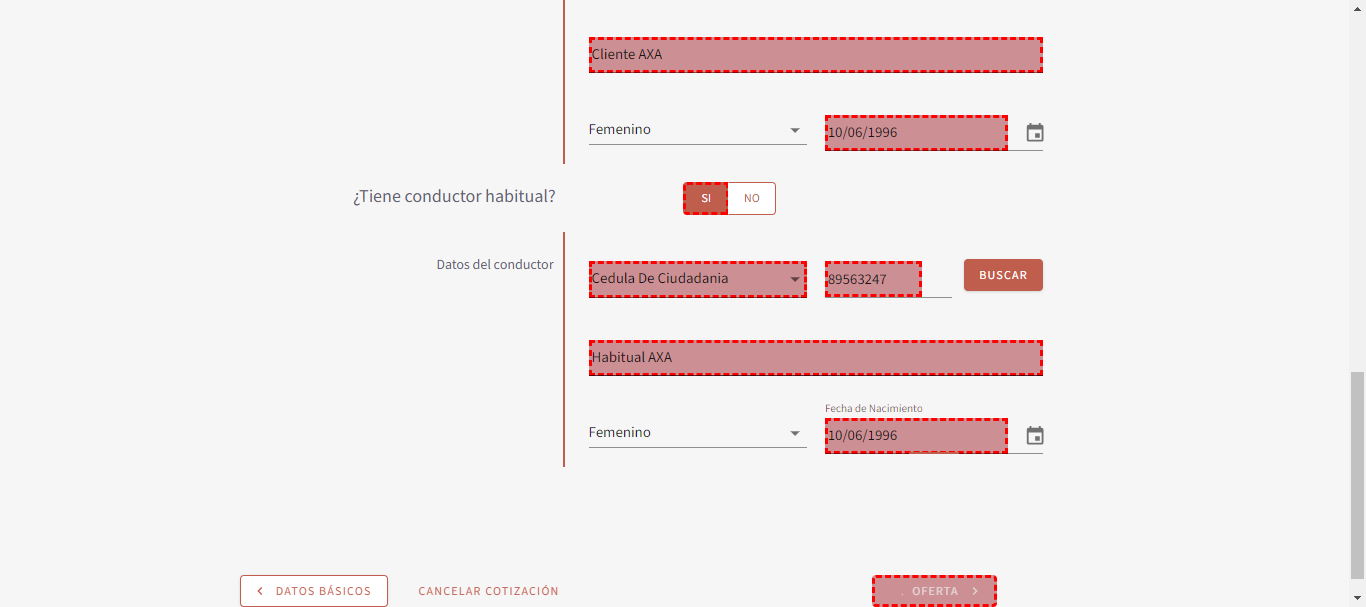 Cliente AXA
Femenino 10/06/1996
¿Tiene conductor habitual? SI NO
Datos del conductor Cedula De Ciudadania 89563247 BUSCAR
Habitual AXA
Fecha de Nacimiento
Femenino 10/06/1996
DATOS BÁSICOS CANCELAR COTIZACIÓN OFERTA